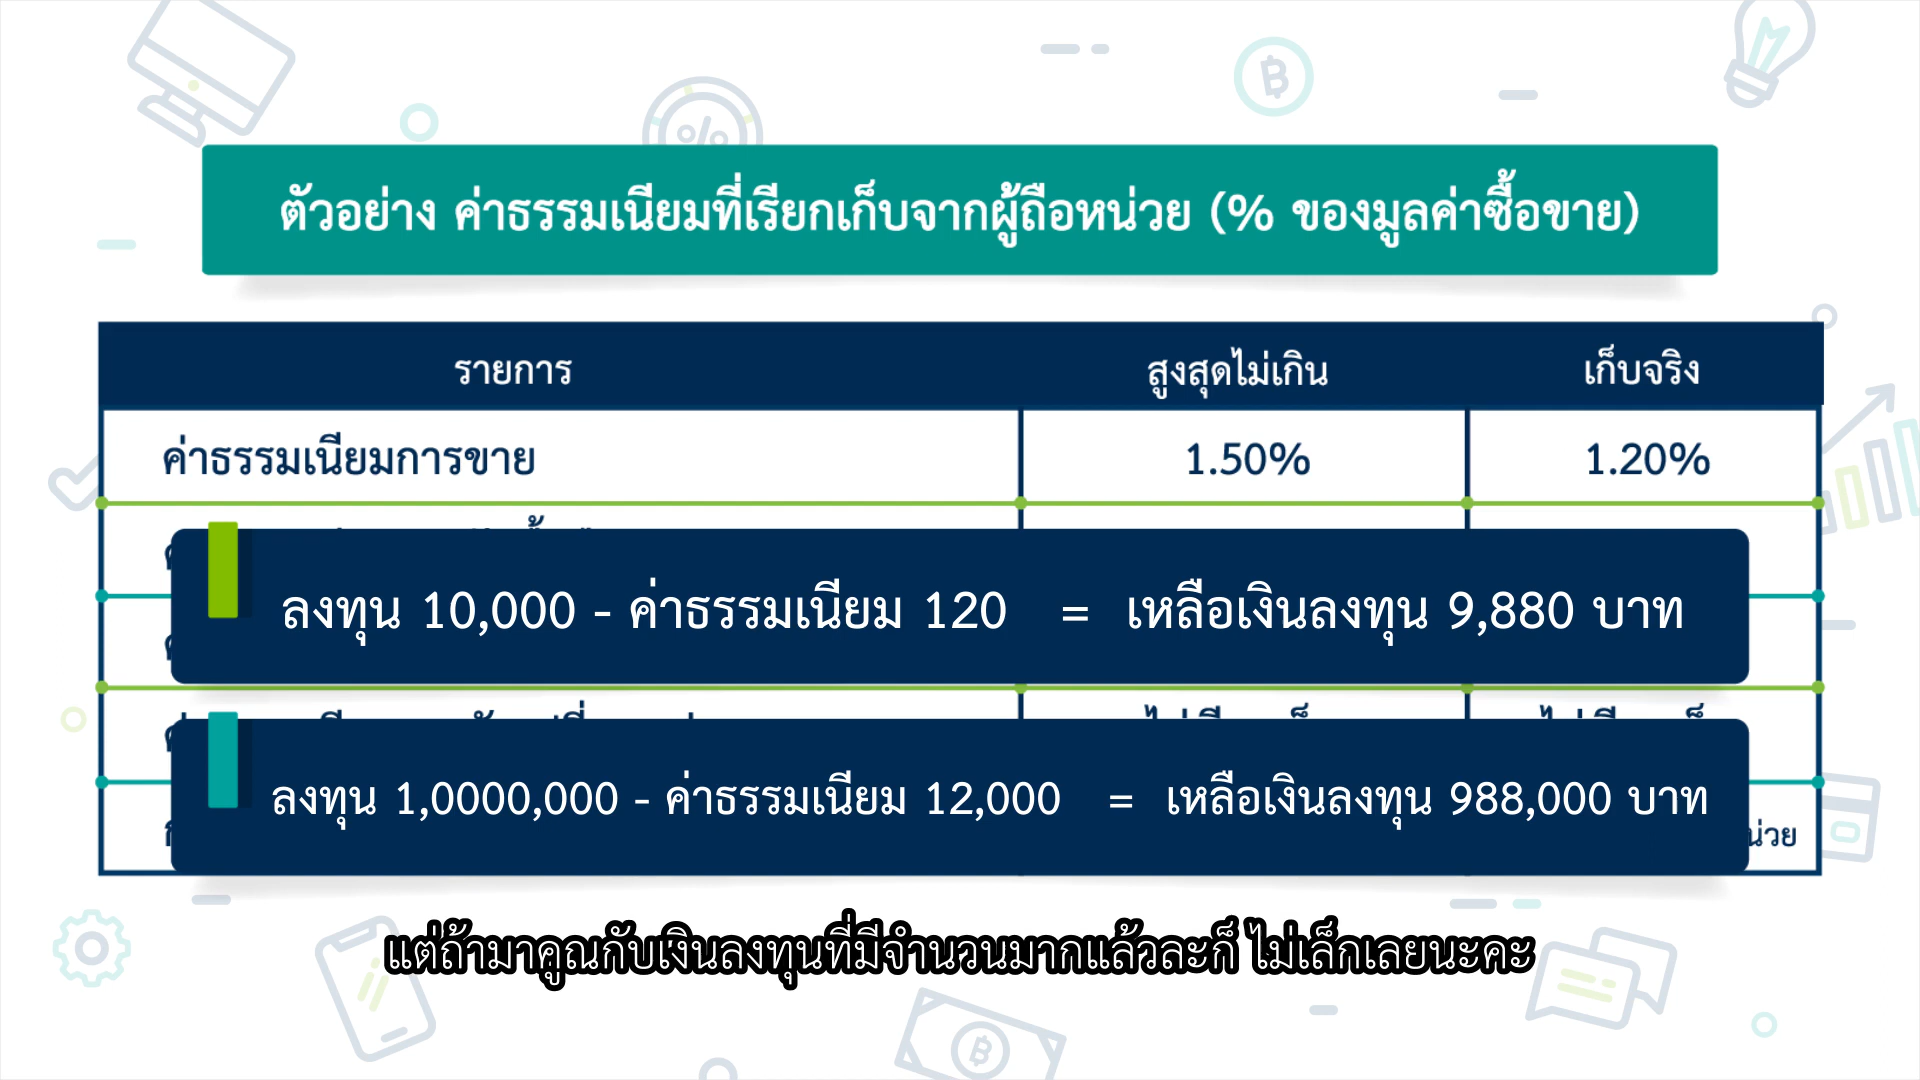 ตัวอย่าง ค่าธรรมเนียมที่เรียกเก็บจากผู้ถือหน่วย (% ของมูลค่าซื้อขาย)
รายการ สูงสุดไม่เกิน เก็บจริง
ค่าธรรมเนียมการขาย 1.50% 1.20%
ลงทุน 10,000 - ค่าธรรมเนียม 120 = เหลือเงินลงทุน 9,880 บาท
ลงทุน 1,0000,000 - ค่าธรรมเนียม 12,000 = เหลือเงินลงทุน 988,000 บาท
แต่ถ้ามาคูณกับเงินลงทุนที่มีจำนวนมากแล้วละก็ ไม่เล็กเลยนะคะ